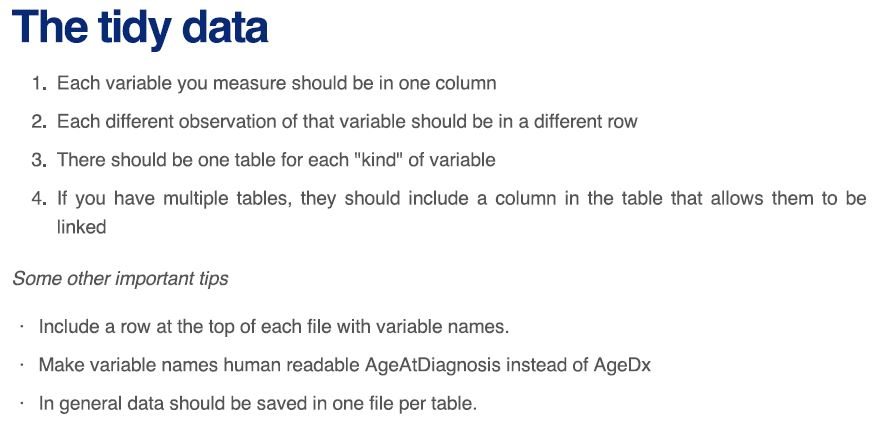 The tidy data
1. Each variable you measure should be in one column
2. Each different observation of that variable should be in a different row
3. There should be one table for each "kind" of variable
4. If you have multiple tables, they should include a column in the table that allows them to be
linked
Some other important tips
· Include a row at the top of each file with variable names.
· Make variable names human readable AgeAtDiagnosis instead of AgeDx
· In general data should be saved in one file per table.